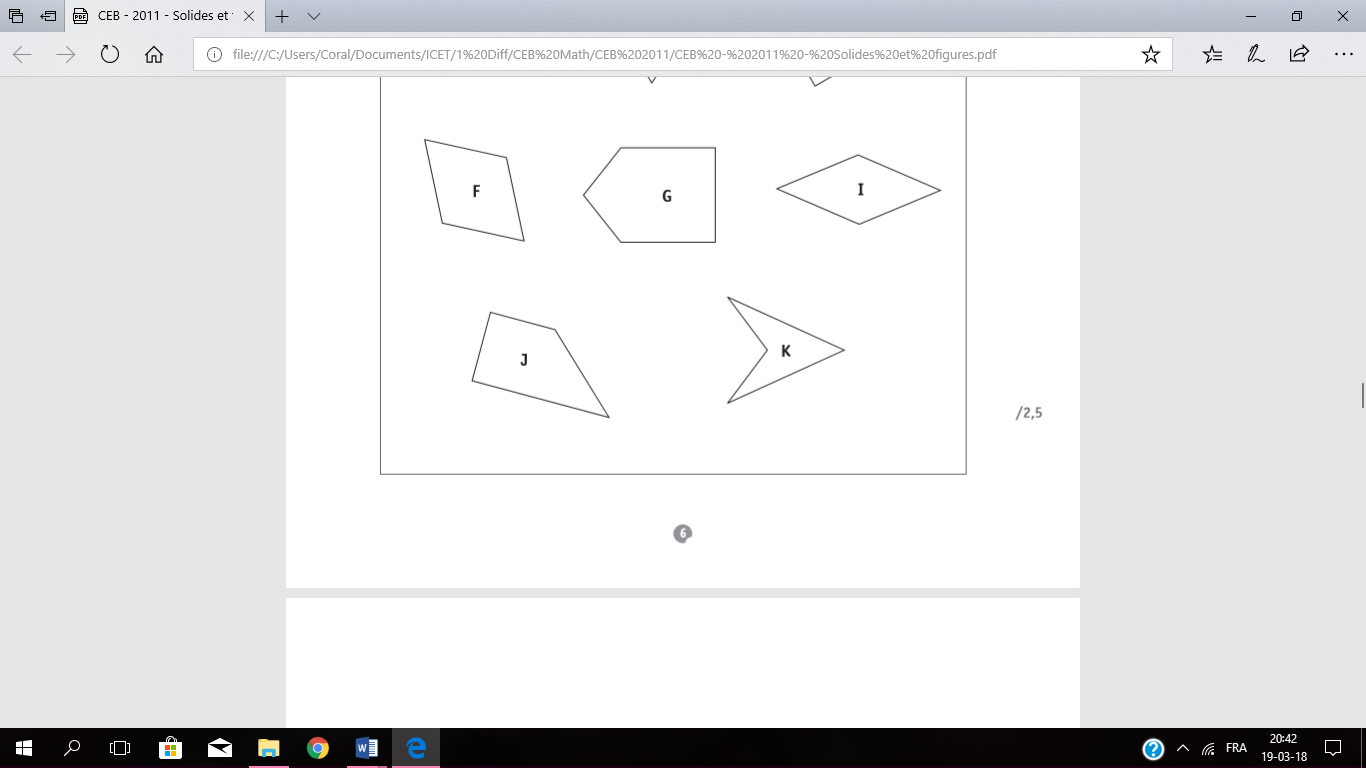 CEB - 2011 - Solides et
file:///C:/Users/Coral/Documents/ICET/1%20Diff/CEB%20Math/CEB%202011/CEB%20-%202011%20-%20Solides%20et%20figures.pdf
F
G
I
J
K
/2,5
6
FRA
20:42
19-03-18